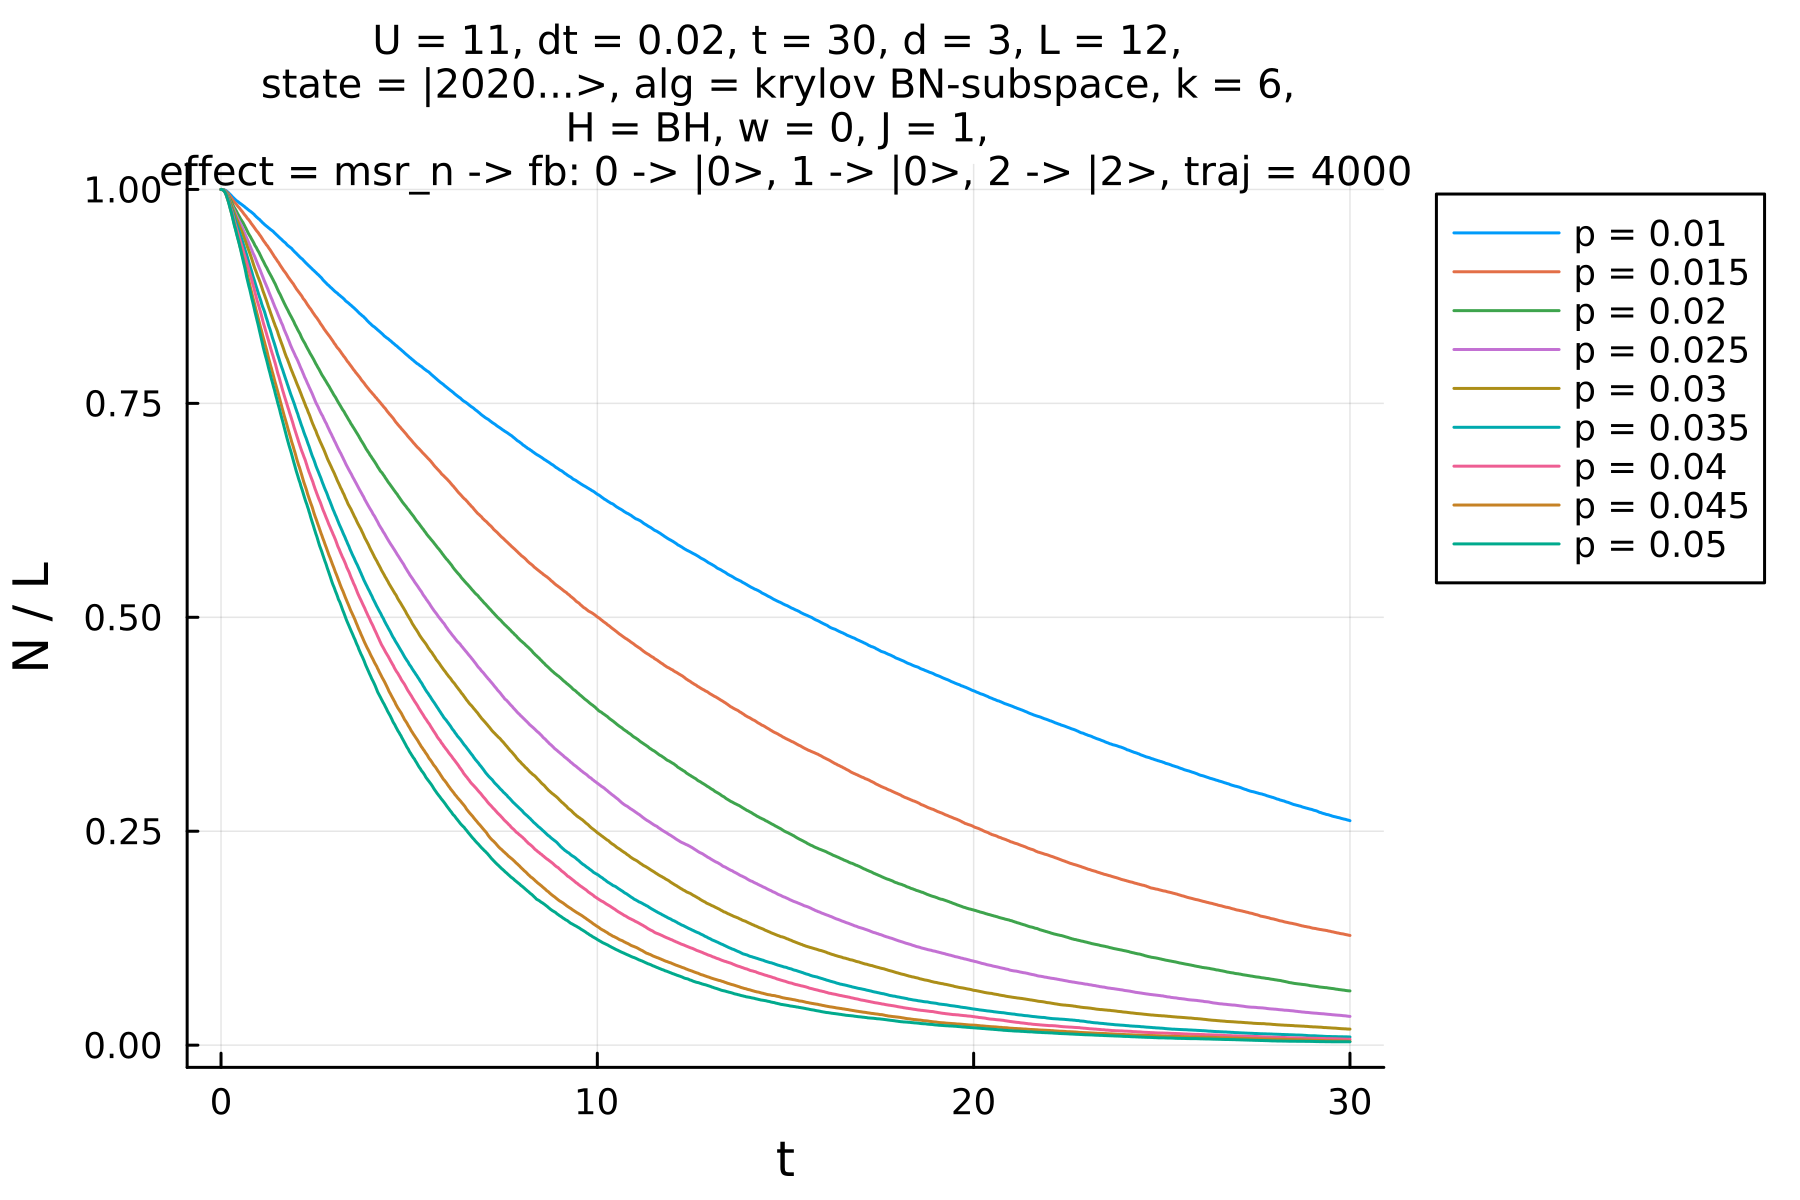 U = 11, dt = 0.02, t = 30, d = 3, L = 12,
state = |2020...>, alg = krylov BN-subspace, k = 6,
H = BH, w = 0, J = 1,
effect = msr_n -> fb: 0 -> |0>, 1 -> |0>, 2 -> |2>, traj = 4000
1.00
0.75
0.50
0.25
0.00
N / L
0
10
20
30
t
p = 0.01
p = 0.015
p = 0.02
p = 0.025
p = 0.03
p = 0.035
p = 0.04
p = 0.045
p = 0.05